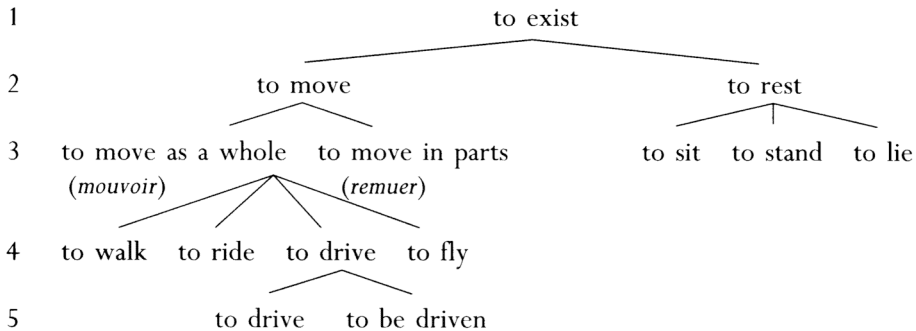 1 to exist
2 to move to rest
3 to move as a whole to move in parts to sit to stand to lie
(mouvoir) (remuer)
4 to walk to ride to drive to fly
5 to drive to be driven